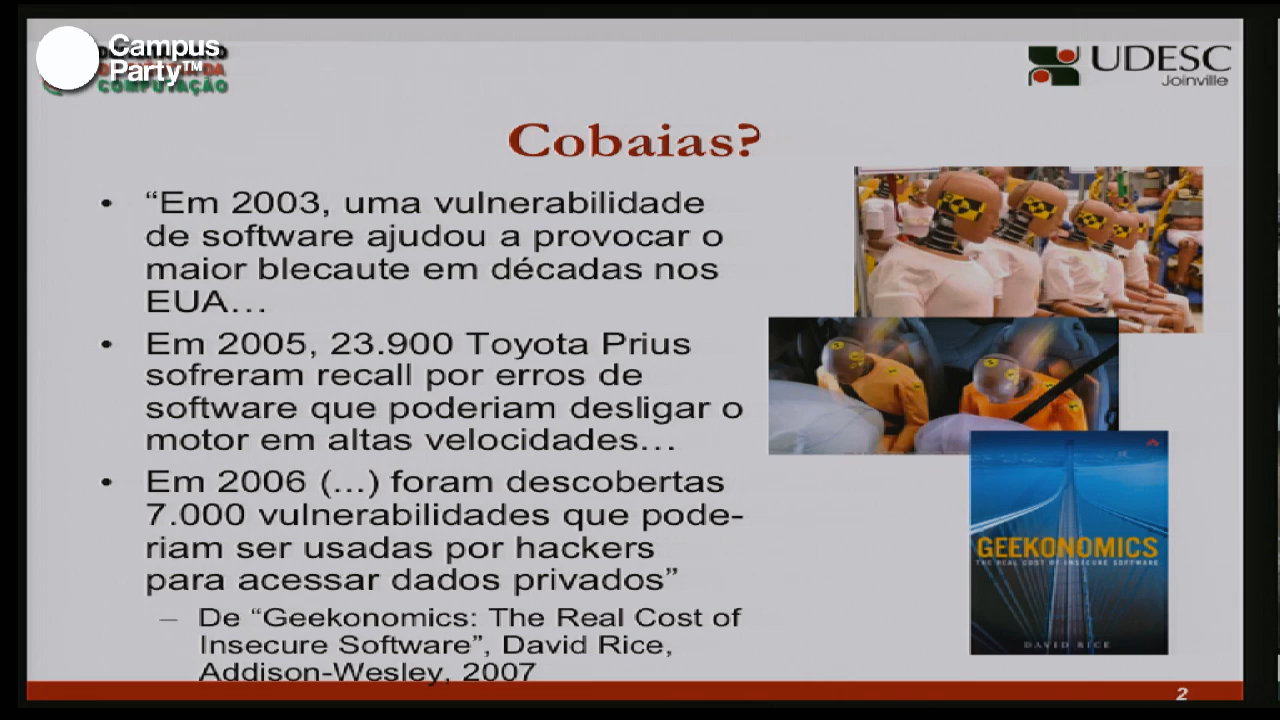 Campus
Party™
COMPUTAÇÃO
UDESC
Joinville
Cobaias?
• “Em 2003, uma vulnerabilidade
de software ajudou a provocar o
maior blecaute em décadas nos
EUA...
• Em 2005, 23.900 Toyota Prius
sofreram recall por erros de
software que poderiam desligar o
motor em altas velocidades...
• Em 2006 (...) foram descobertas
7.000 vulnerabilidades que pode-
riam ser usadas por hackers
para acessar dados privados”
– De “Geekonomics: The Real Cost of
Insecure Software”, David Rice,
Addison-Wesley, 2007
GEEKONOMICS
THE REAL COST OF INSECURE SOFTWARE
DAVID RICE
2